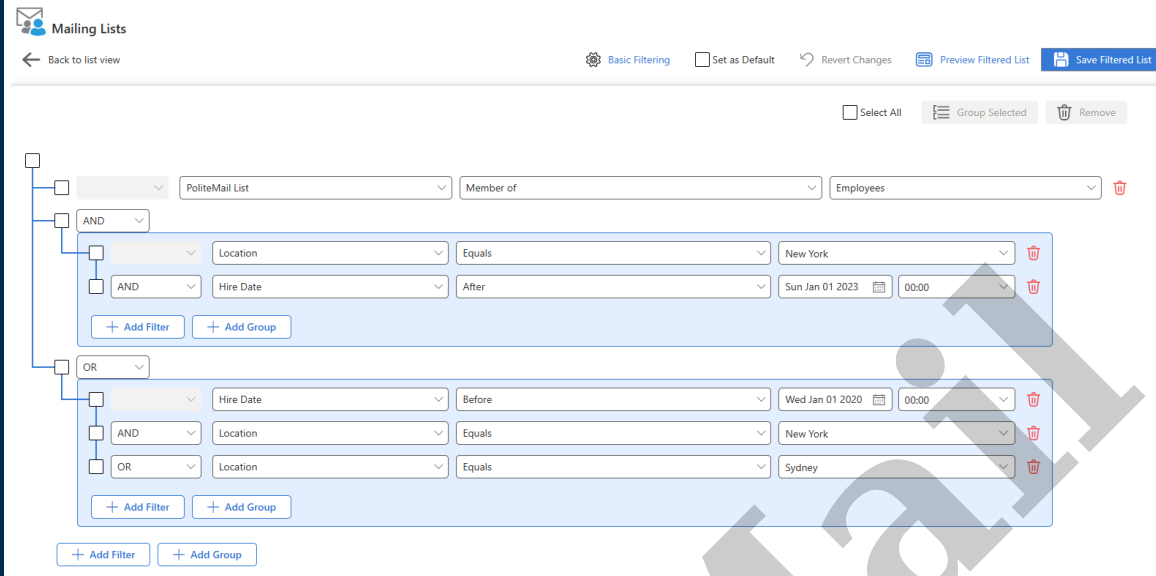 Mailing Lists
Back to list view Basic Filtering Set as Default Revert Changes Preview Filtered List Save Filtered List
Select All Group Selected Remove
PoliteMail List Member of Employees
AND
Location Equals New York
AND Hire Date After Sun Jan 01 2023 00:00
+ Add Filter + Add Group
OR
Hire Date Before Wed Jan 01 2020 00:00
AND Location Equals New York
OR Location Equals Sydney
+ Add Filter + Add Group
+ Add Filter + Add Group